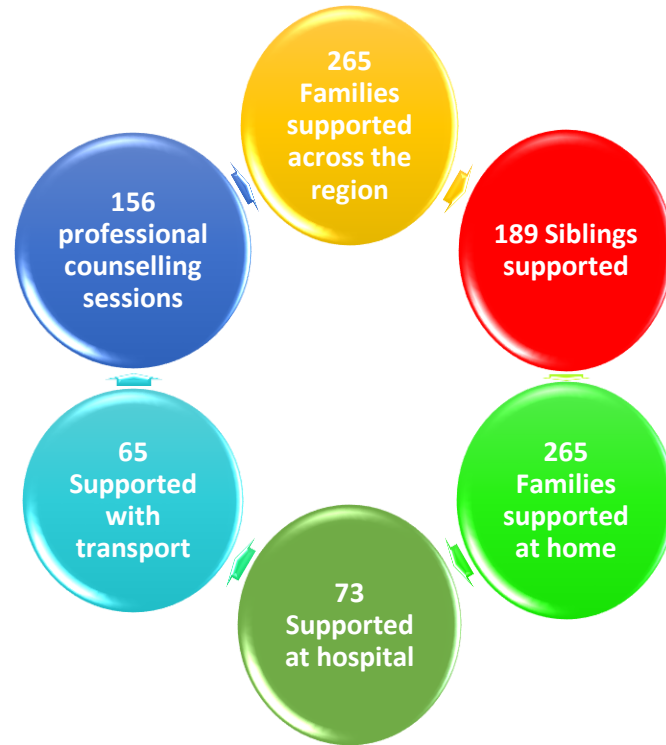 265
Families
supported
across the
region
189 Siblings
supported
265
Families
supported
at home
73
Supported
at hospital
65
Supported
with
transport
156
professional
counselling
sessions